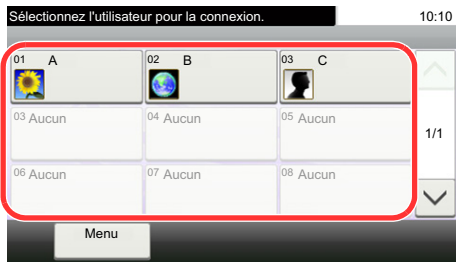 Sélectionnez l'utilisateur pour la connexion. 10:10
01 A 02 B 03 C
03 Aucun 04 Aucun 05 Aucun
1/1
06 Aucun 07 Aucun 08 Aucun
Menu